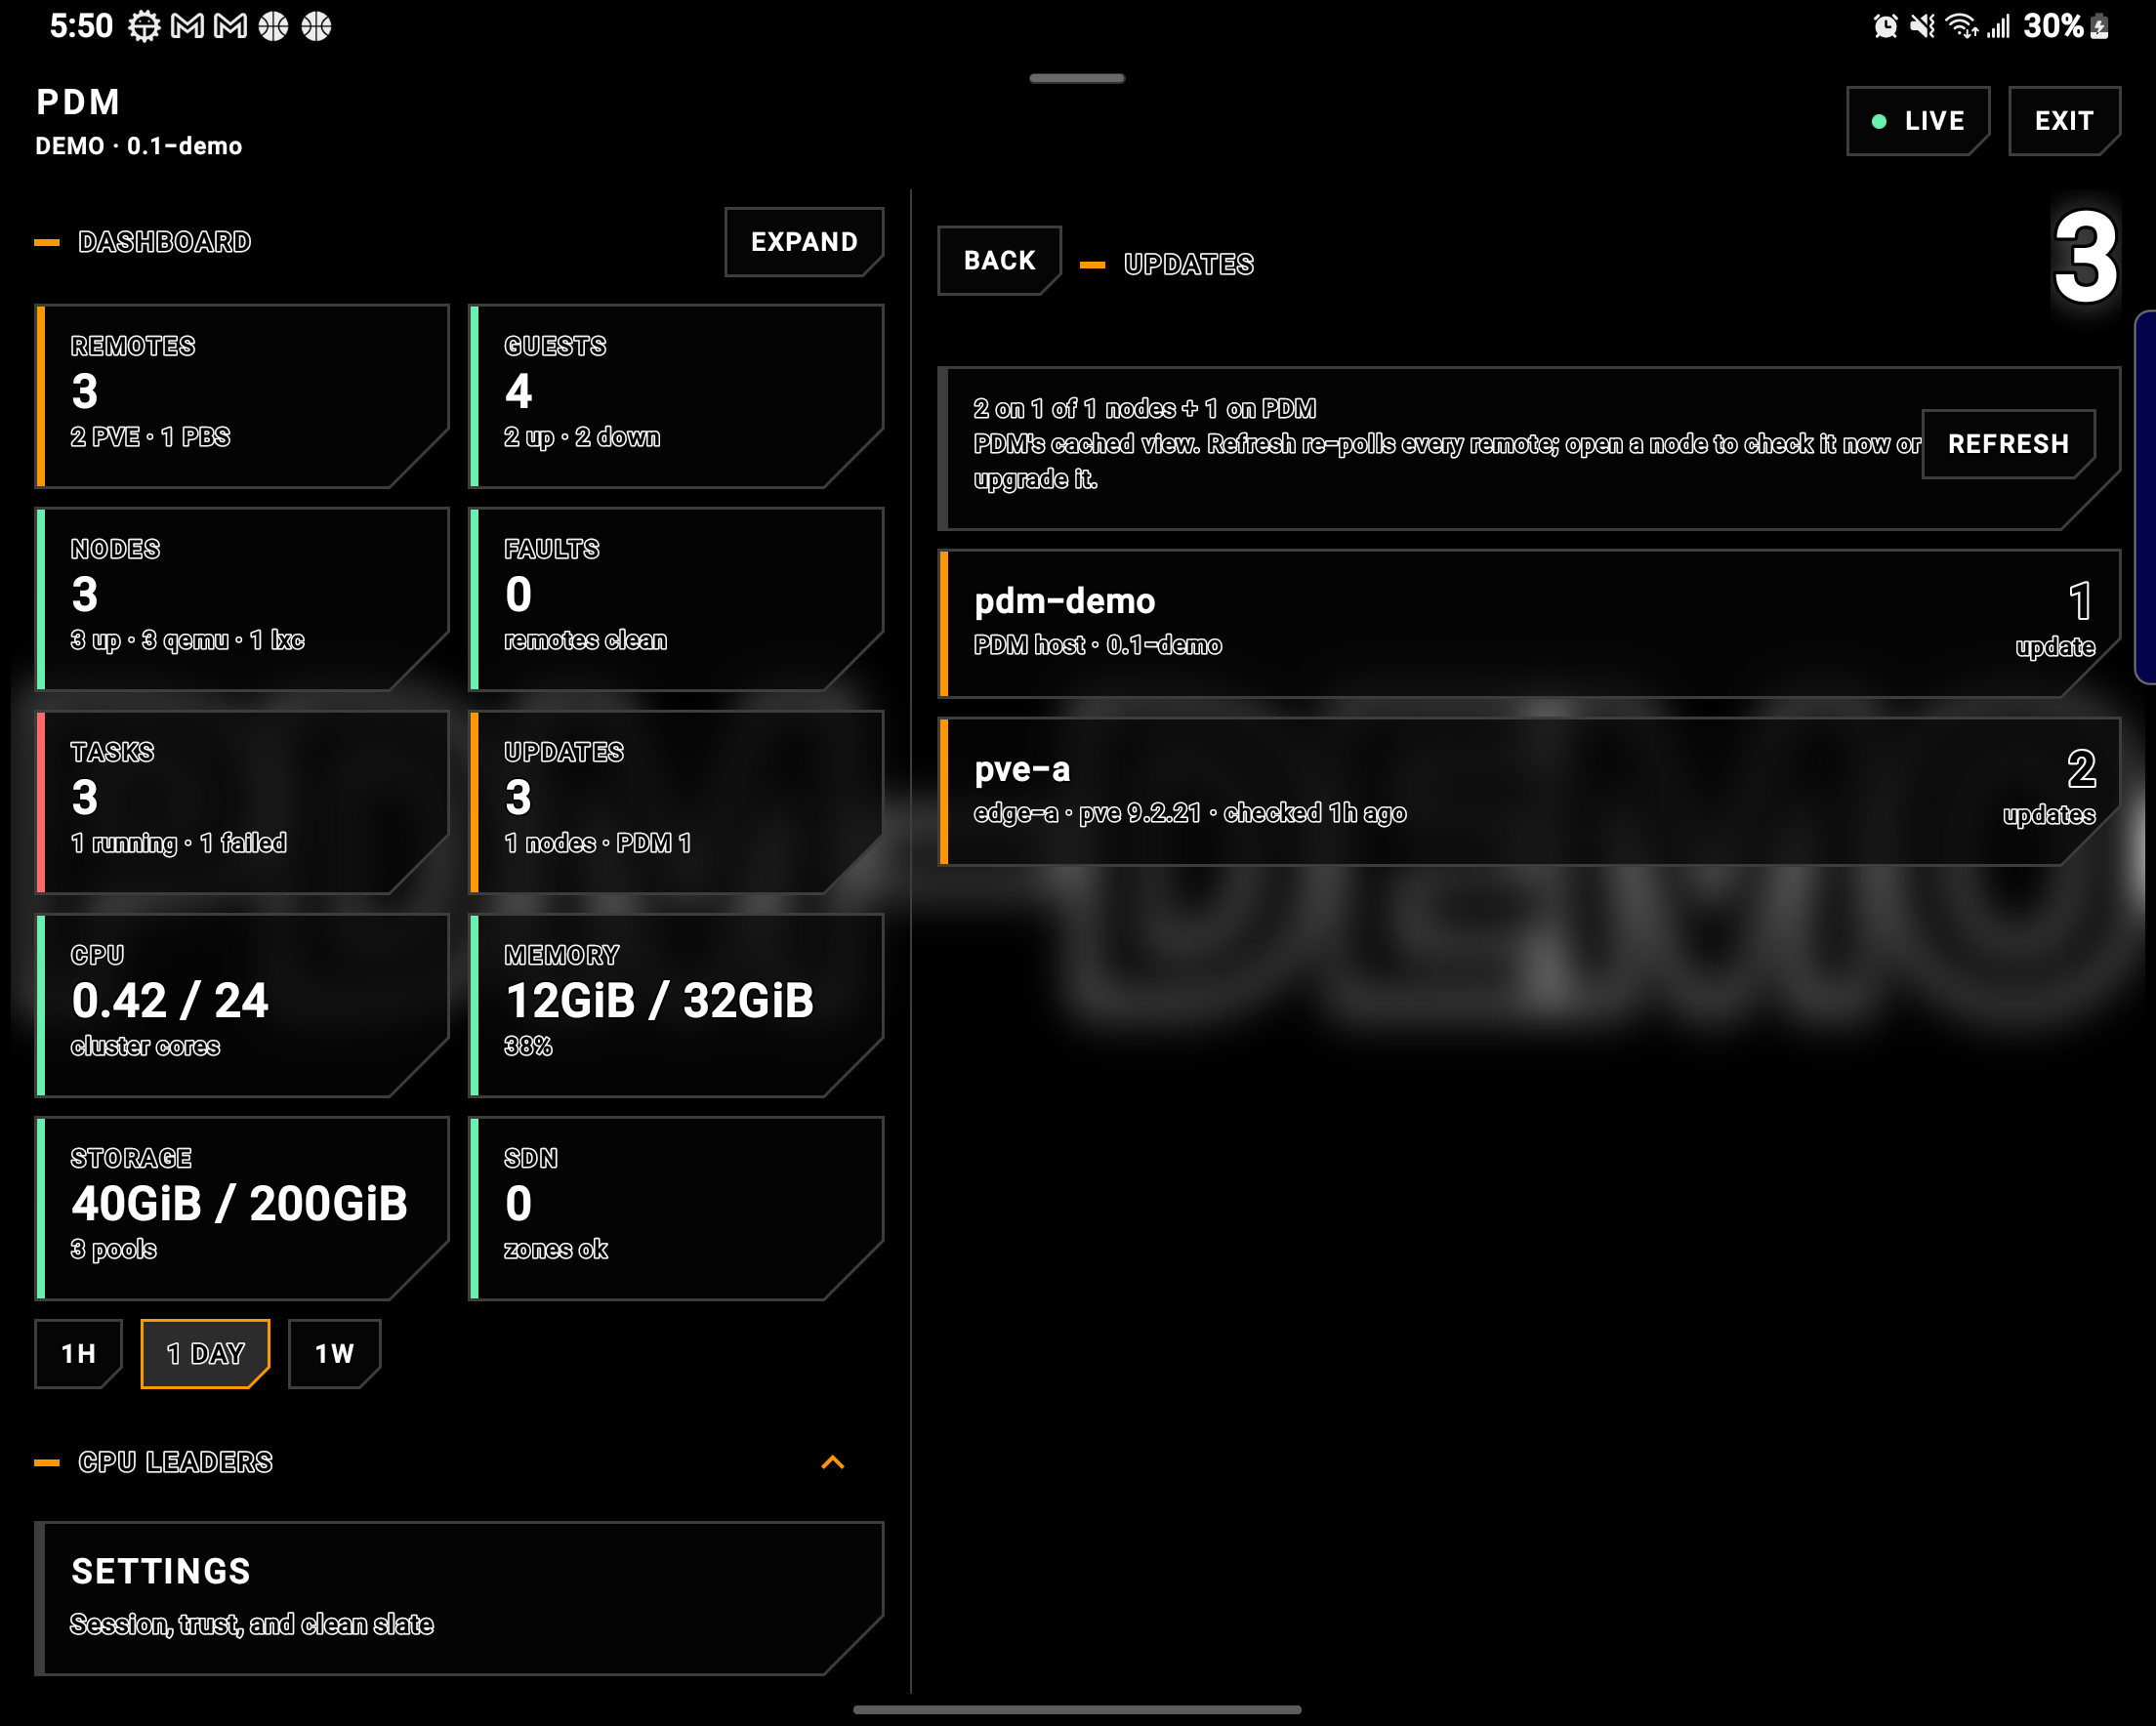 5:50
30%
PDM
DEMO · 0.1-demo
LIVE
EXIT
DASHBOARD
EXPAND
REMOTES
3
2 PVE · 1 PBS
GUESTS
4
2 up · 2 down
NODES
3
3 up · 3 qemu · 1 lxc
FAULTS
0
remotes clean
TASKS
3
1 running · 1 failed
UPDATES
3
1 nodes · PDM 1
CPU
0.42 / 24
cluster cores
MEMORY
12GiB / 32GiB
38%
STORAGE
40GiB / 200GiB
3 pools
SDN
0
zones ok
1H
1 DAY
1W
CPU LEADERS
SETTINGS
Session, trust, and clean slate
BACK
UPDATES
3
2 on 1 of 1 nodes + 1 on PDM
PDM's cached view. Refresh re-polls every remote; open a node to check it now or
upgrade it.
REFRESH
pdm-demo
PDM host · 0.1-demo
1
update
pve-a
edge-a · pve 9.2.21 · checked 1h ago
2
updates
PDM-DEMO